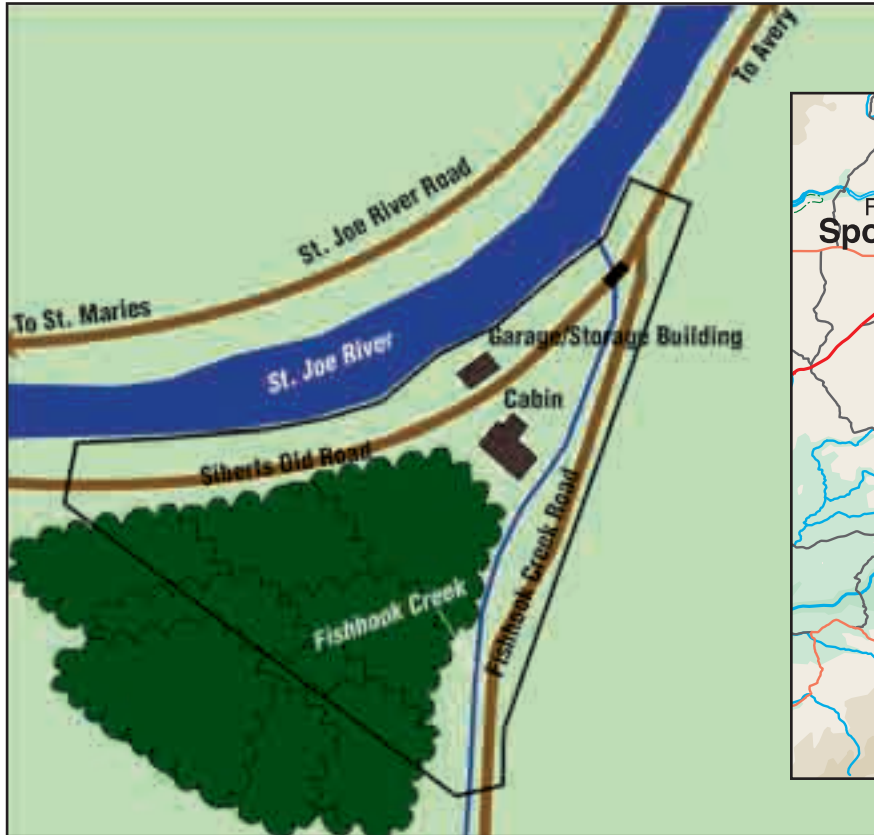 To Avery
St. Joe River Road
To St. Maries
St. Joe River
Garage/Storage Building
Cabin
Siberts Old Road
Fishhook Creek
Fishhook Creek Road